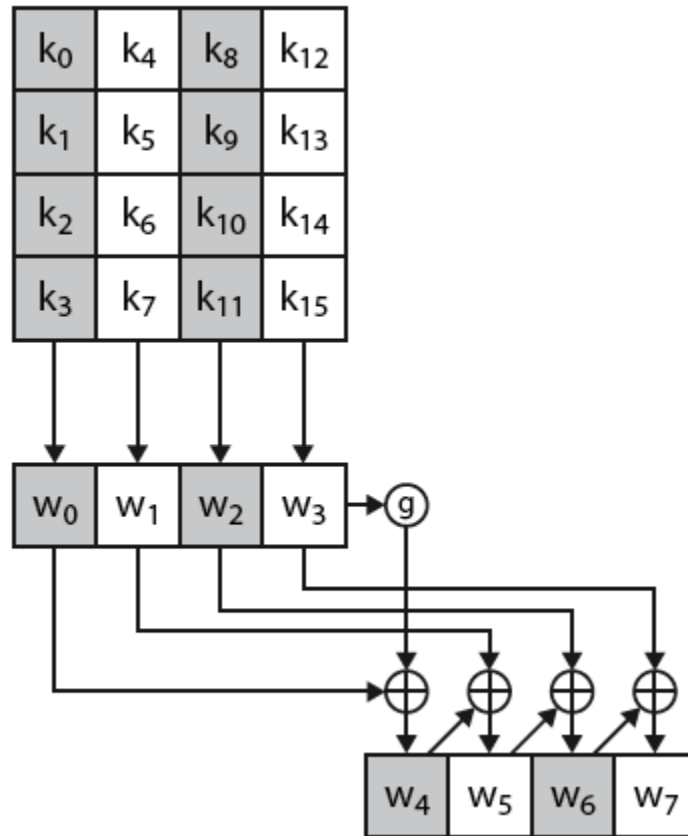 k₀ k₄ k₈ k₁₂
k₁ k₅ k₉ k₁₃
k₂ k₆ k₁₀ k₁₄
k₃ k₇ k₁₁ k₁₅
w₀ w₁ w₂ w₃ g
w₄ w₅ w₆ w₇